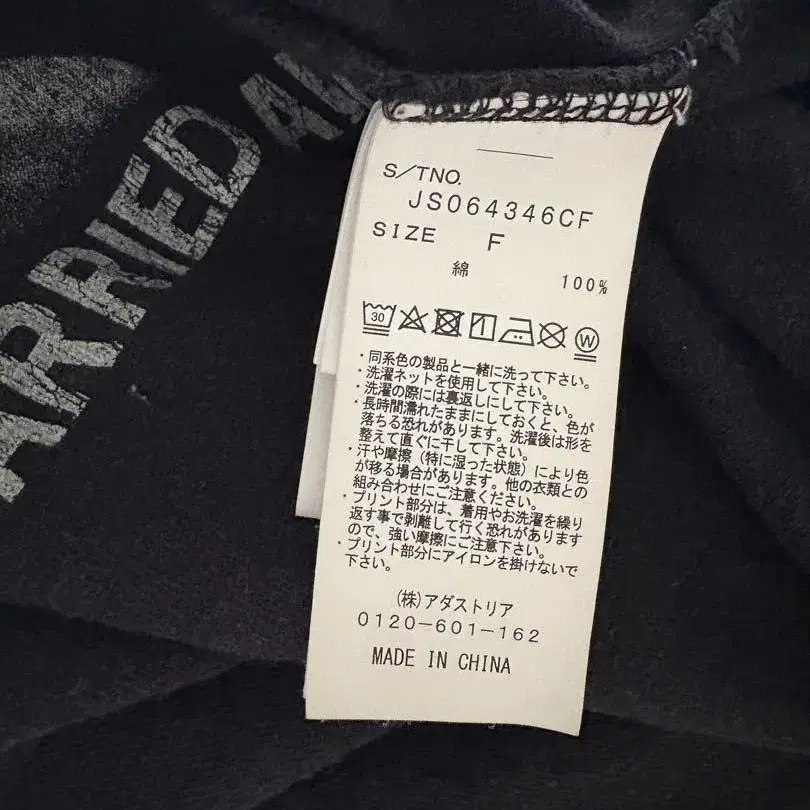 ARRIED AL
S/TNO.
JS064346CF
SIZE F
綿 100%
30
W
・同系色の製品と一緒に洗って下さい。
・洗濯ネットを使用して下さい。
・洗濯の際には裏返しにして下さい。
・長時間濡れたままにしておくと、色が
落ちる恐れがあります。洗濯後は形を
整えて直ぐに干して下さい。
・汗や摩擦（特に湿った状態）により色
が移る場合があります。他の衣類との
組み合わせにご注意ください。
・プリント部分は、着用やお洗濯を繰り
返す事で剥離して行く恐れがあります
ので、強い摩擦にご注意下さい。
・プリント部分にアイロンを掛けないで
下さい。
(株)アダストリア
0120-601-162
MADE IN CHINA